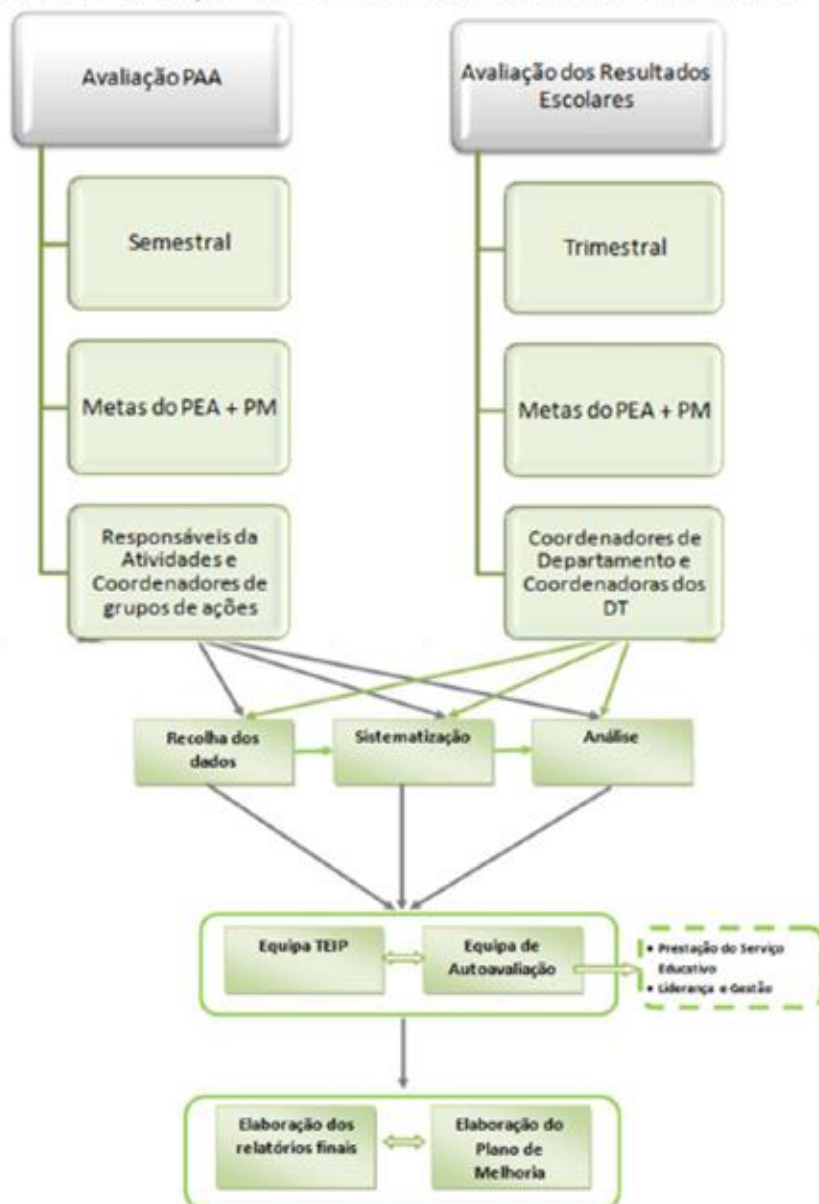 Avaliação PAA
Avaliação dos Resultados
Escolares
Semestral
Trimestral
Metas do PEA + PM
Metas do PEA + PM
Responsáveis da
Atividades e
Coordenadores de
grupos de ações
Coordenadores de
Departamento e
Coordenadoras dos
DT
Recolha dos
dados
Sistematização
Análise
Equipa TEIP
Equipa de
Autoavaliação
• Prestação do Serviço
Educativo
• Liderança e Gestão
Elaboração dos
relatórios finais
Elaboração do
Plano de
Melhoria